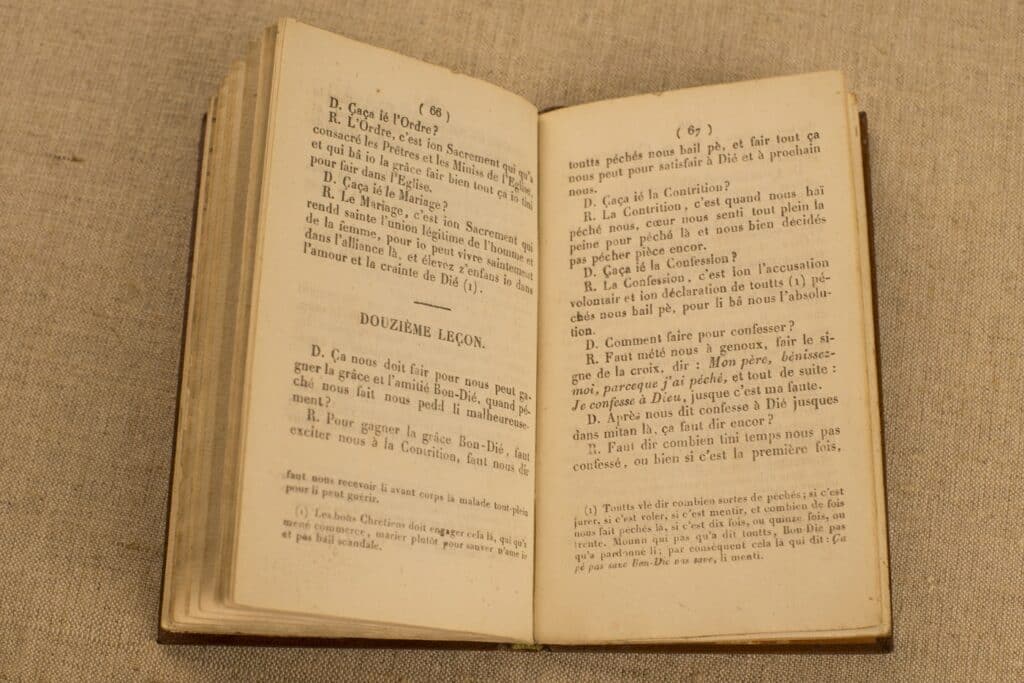 ( 66 )
D. Çaça ié l'Ordre?
R. L'Ordre, c'est ion Sacrement qui qu'a
consacré les Prêtres et les Miniss de l'Eglise,
et qui bâ io la grâce fair bien tout ça io tini
pour fair dans l'Eglise.
D. Çaça ié le Mariage?
R. Le Mariage, c'est ion Sacrement qui
rendd sainte l'union légitime de l'homme et
de la femme, pour io peut vivre saintement
dans l'alliance là, et élevez z'enfans io dans
l'amour et la crainte de Dié (1).
DOUZIÈME LEÇON.
D. Ça nous doit fair pour nous peut ga-
gner la grâce et l'amitié Bon-Dié, quand pé-
ché nous fait nous pedd li malheureuse-
ment?
R. Pour gagner la grâce Bon-Dié, faut
exciter nous à la Contrition, faut nous dir
faut nous recevoir li avant corps là malade tout-plein
pour li peut guérir.
(1) Les bons Chrétiens doit engager cela là, qui qu'a
mené commerce, marier plutôt pour sauver n'ame io
et pas bail scandale.
( 67 )
toutts péchés nous bail pè, et fair tout ça
nous peut pour satisfair à Dié et à prochain
nous.
D. Çaça ié la Contrition?
R. La Contrition, c'est quand nous haï
péché nous, cœur nous senti tout plein la
peine pour péché là et nous bien décidés
pas pécher pièce encor.
D. Çaça ié la Confession?
R. La Confession, c'est ion l'accusation
volontair et ion déclaration de toutts (1) pé-
chés nous bail pè, pour li bâ nous l'absolu-
tion.
D. Comment faire pour confesser?
R. Faut mété nous à genoux, fair le si-
gne de la croix, dir : Mon père, bénissez-
moi, parceque j'ai péché, et tout de suite :
Je confesse à Dieu, jusque c'est ma faute.
D. Après nous dit confesse à Dié jusques
dans mitan là, ça faut dir encor?
R. Faut dir combien tini temps nous pas
confessé, ou bien si c'est la première fois,
(1) Toutts vlé dir combien sortes de péchés; si c'est
jurer, si c'est voler, si c'est mentir, et combien de fois
nous fait péchés là, si c'est dix fois, ou quinze fois, ou
trente. Mounn qui pas qu'a dit toutts, Bon-Die pas
qu'a pardonné li; par conséquent cela là qui dit : Ça
pè pas save Bon-Die pas save, li menti.